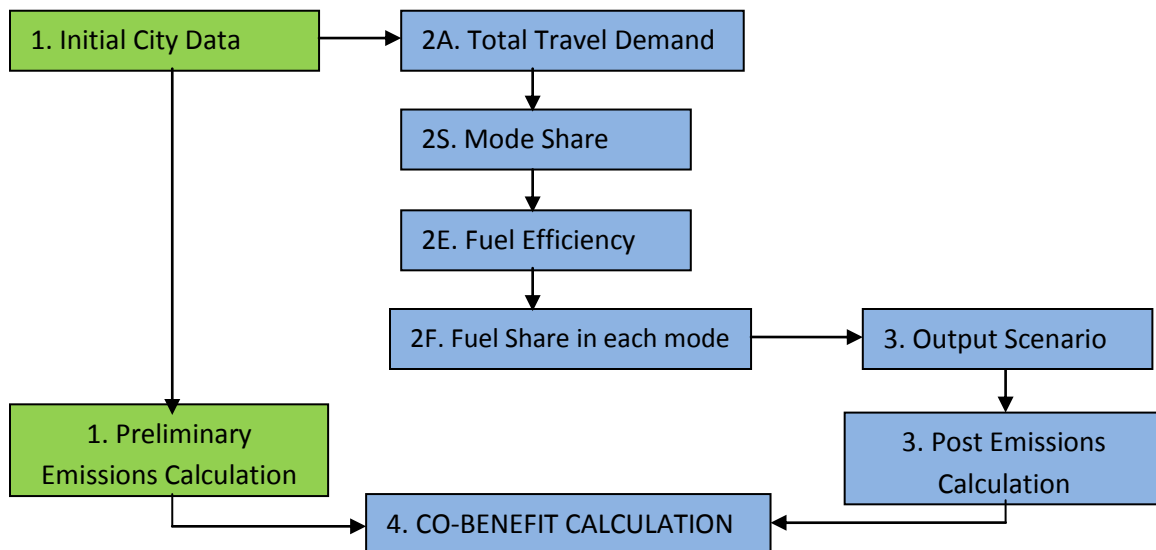 1. Initial City Data
2A. Total Travel Demand
2S. Mode Share
2E. Fuel Efficiency
2F. Fuel Share in each mode
3. Output Scenario
1. Preliminary
Emissions Calculation
3. Post Emissions
Calculation
4. CO-BENEFIT CALCULATION